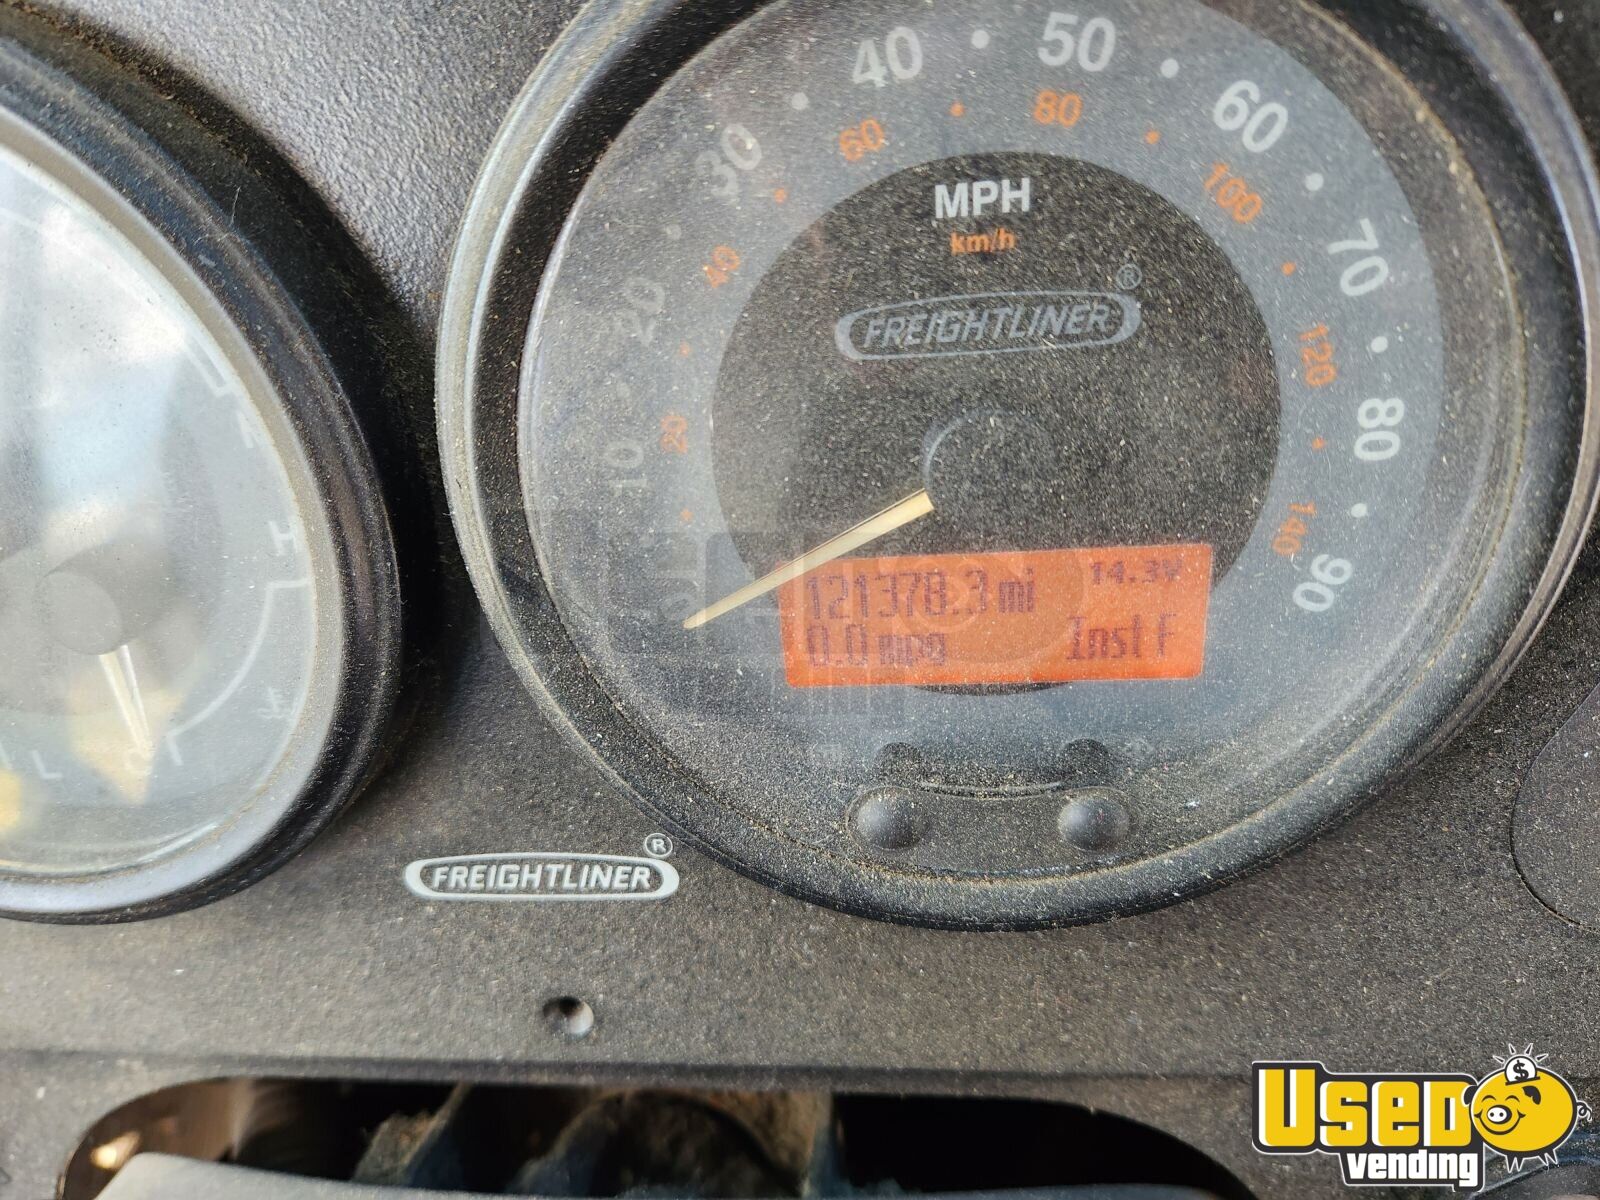 40 50 60
30 60 80 100 70
MPH
km/h
20 40 120
FREIGHTLINER ®
10 20 80
140 90
121378.3 mi 14.3V
0.0 mpg Inst F
H
FREIGHTLINER ®
USED
vending